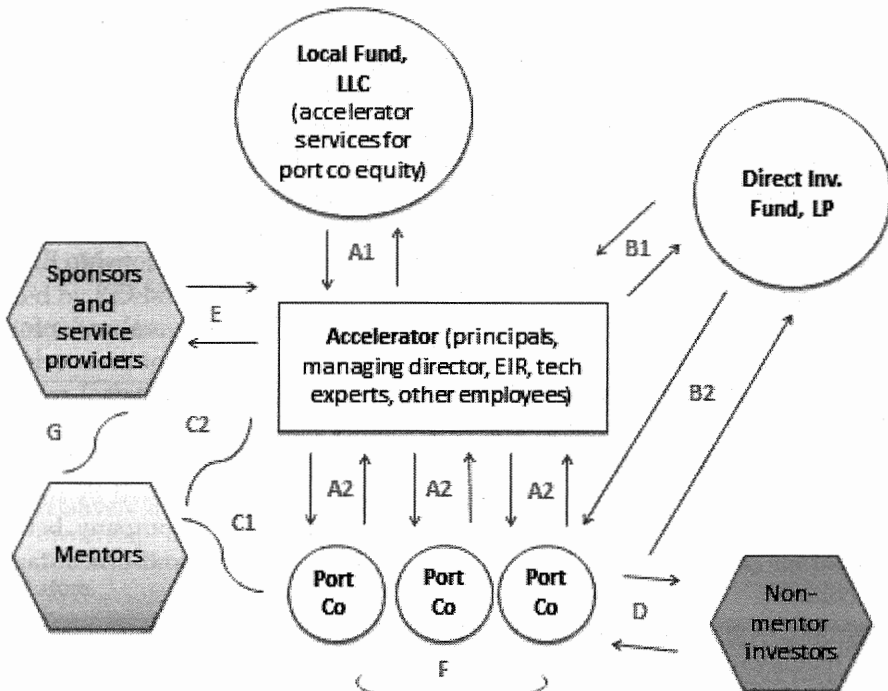 Local Fund,
LLC
(accelerator
services for
port co equity)
Direct Inv.
Fund, LP
A1
B1
Sponsors
and
service
providers
E
Accelerator (principals,
managing director, EIR, tech
experts, other employees)
B2
G
C2
A2
A2
A2
Mentors
C1
Port
Co
Port
Co
Port
Co
D
Non-
mentor
investors
F